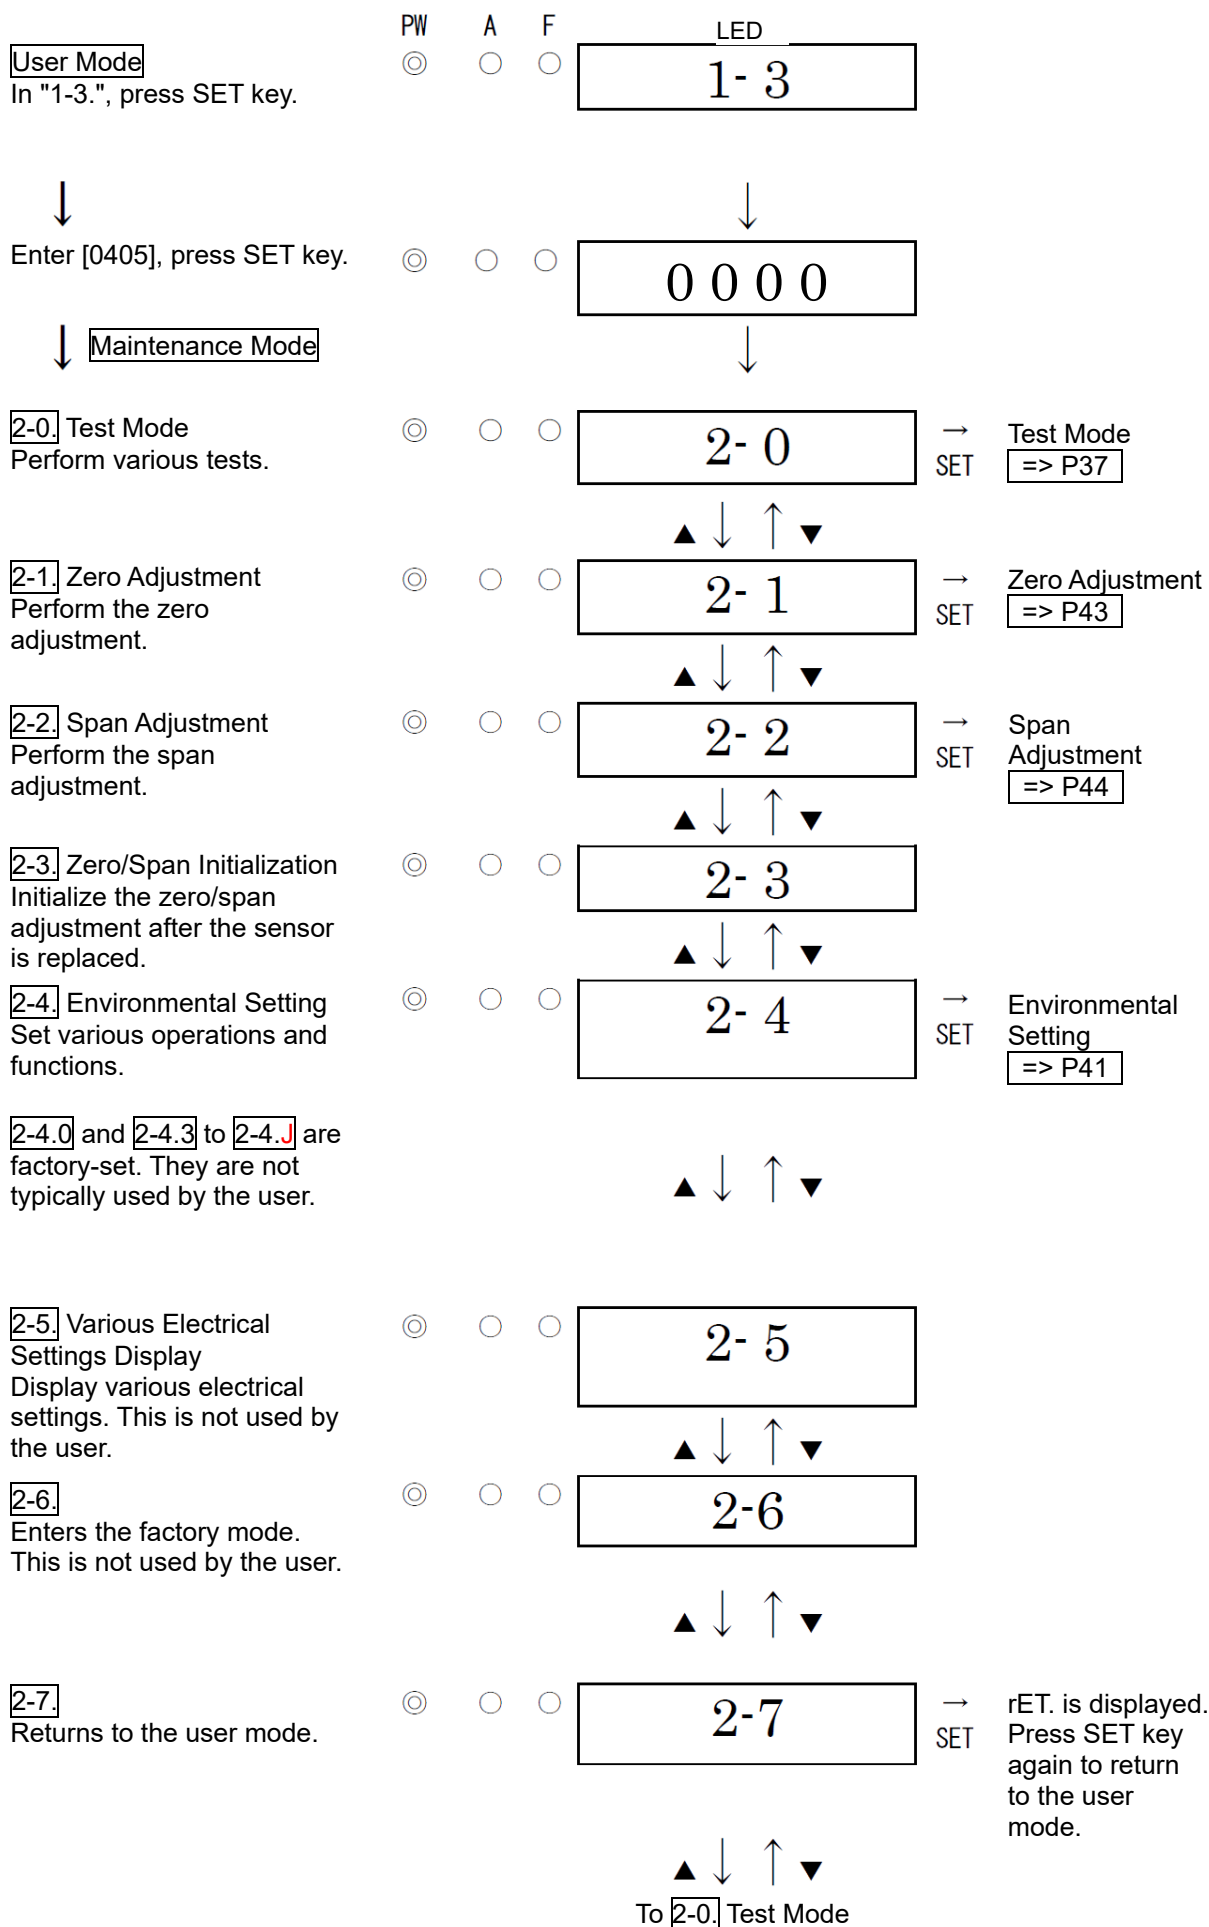 PW A F LED
User Mode
◎ ○ ○ 1- 3
In "1-3.", press SET key.
↓ ↓
Enter [0405], press SET key. ◎ ○ ○ 0 0 0 0
↓ Maintenance Mode ↓
2-0. Test Mode ◎ ○ ○ 2- 0 → Test Mode
Perform various tests. SET => P37
▲ ↓ ↑ ▼
2-1. Zero Adjustment ◎ ○ ○ 2- 1 → Zero Adjustment
Perform the zero SET => P43
adjustment.
▲ ↓ ↑ ▼
2-2. Span Adjustment ◎ ○ ○ 2- 2 → Span
Perform the span SET Adjustment
adjustment. => P44
▲ ↓ ↑ ▼
2-3. Zero/Span Initialization ◎ ○ ○ 2- 3
Initialize the zero/span
adjustment after the sensor
is replaced.
▲ ↓ ↑ ▼
2-4. Environmental Setting ◎ ○ ○ 2- 4 → Environmental
Set various operations and SET Setting
functions. => P41
2-4.0 and 2-4.3 to 2-4.J are
factory-set. They are not
typically used by the user.
▲ ↓ ↑ ▼
2-5. Various Electrical ◎ ○ ○ 2- 5
Settings Display
Display various electrical
settings. This is not used by
the user.
▲ ↓ ↑ ▼
2-6. ◎ ○ ○ 2-6
Enters the factory mode.
This is not used by the user.
▲ ↓ ↑ ▼
2-7. ◎ ○ ○ 2-7 → rET. is displayed.
Returns to the user mode. SET Press SET key
again to return
to the user
mode.
▲ ↓ ↑ ▼
To 2-0. Test Mode